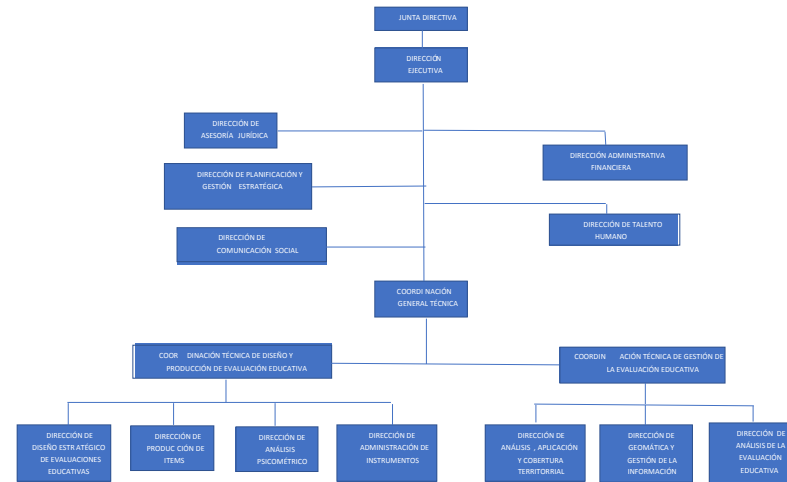 JUNTA DIRECTIVA
DIRECCIÓN
EJECUTIVA
DIRECCIÓN DE
ASESORÍA JURÍDICA
DIRECCIÓN ADMINISTRATIVA
FINANCIERA
DIRECCIÓN DE PLANIFICACIÓN Y
GESTIÓN ESTRATÉGICA
DIRECCIÓN DE TALENTO
HUMANO
DIRECCIÓN DE
COMUNICACIÓN SOCIAL
COORDI NACIÓN
GENERAL TÉCNICA
COOR DINACIÓN TÉCNICA DE DISEÑO Y
PRODUCCIÓN DE EVALUACIÓN EDUCATIVA
COORDIN ACIÓN TÉCNICA DE GESTIÓN DE
LA EVALUACIÓN EDUCATIVA
DIRECCIÓN DE
DISEÑO ESTR ATÉGICO
DE EVALUACIONES
EDUCATIVAS
DIRECCIÓN DE
PRODUC CIÓN DE
ITEMS
DIRECCIÓN DE
ANÁLISIS
PSICOMÉTRICO
DIRECCIÓN DE
ADMINISTRACIÓN DE
INSTRUMENTOS
DIRECCIÓN DE
ANÁLISIS , APLICACIÓN
Y COBERTURA
TERRITORRIAL
DIRECCIÓN DE
GEOMÁTICA Y
GESTIÓN DE LA
INFORMACIÓN
DIRECCIÓN DE
ANÁLISIS DE LA
EVALUACIÓN
EDUCATIVA